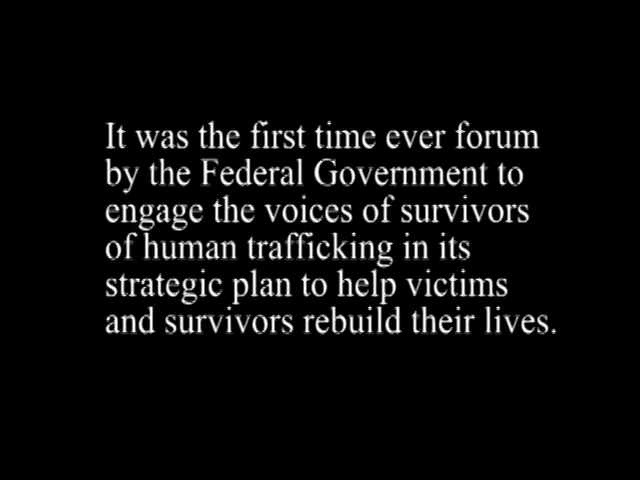 It was the first time ever forum
by the Federal Government to
engage the voices of survivors
of human trafficking in its
strategic plan to help victims
and survivors rebuild their lives.